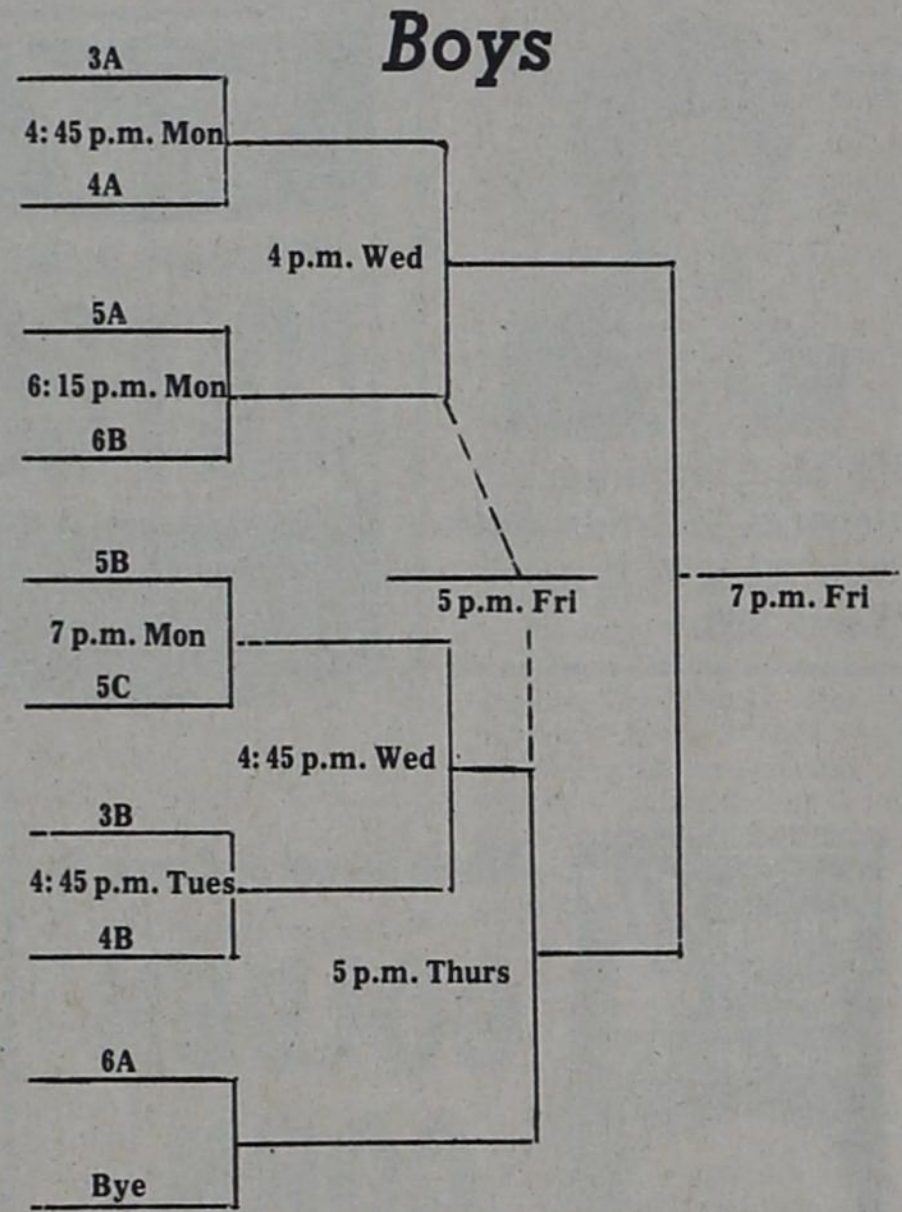 Boys
3A
4:45 p.m. Mon
4A
4 p.m. Wed
5A
6:15 p.m. Mon
6B
5B
5 p.m. Fri
7 p.m. Fri
7 p.m. Mon
5C
4:45 p.m. Wed
3B
4:45 p.m. Tues
4B
5 p.m. Thurs
6A
Bye